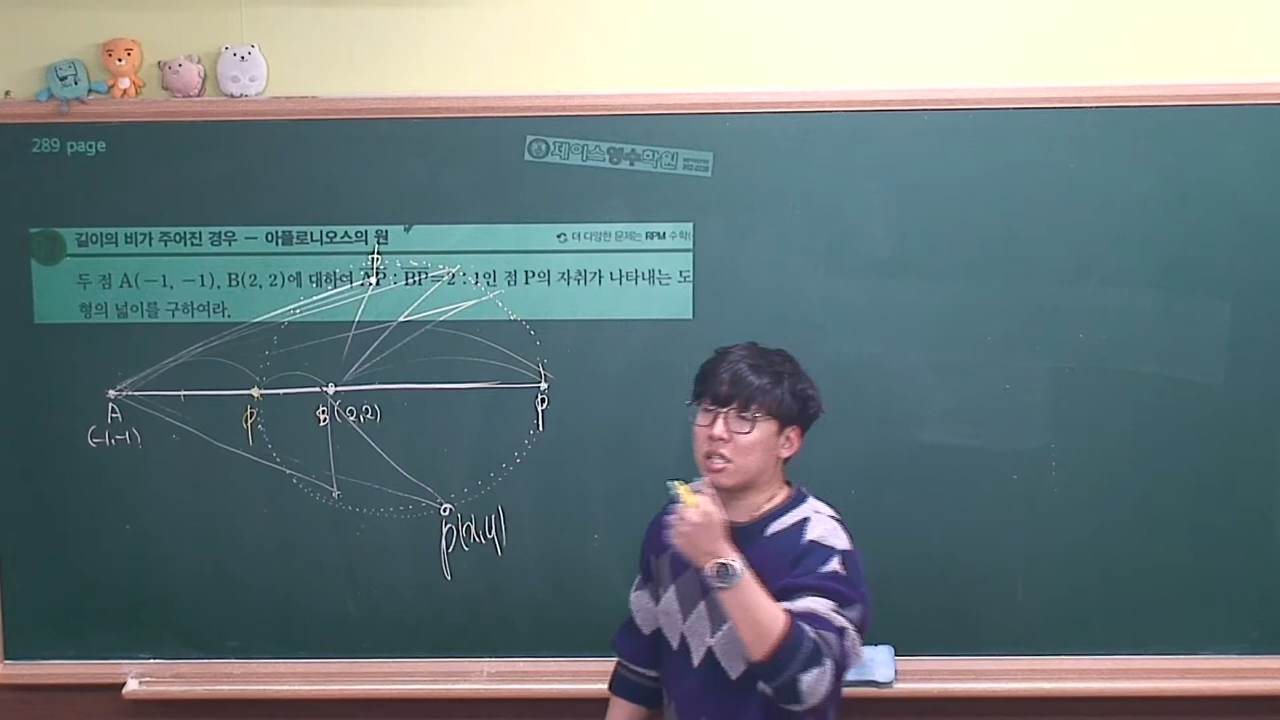 289 page
제이스영수학원
길이의 비가 주어진 경우 – 아폴로니오스의 원
더 다양한 문제는 RPM 수학(
두 점 A(−1, −1), B(2, 2)에 대하여 AP : BP=2 : 1인 점 P의 자취가 나타내는 도
형의 넓이를 구하여라.
P
A
(-1,-1)
P
B(2,2)
P
P(x,y)